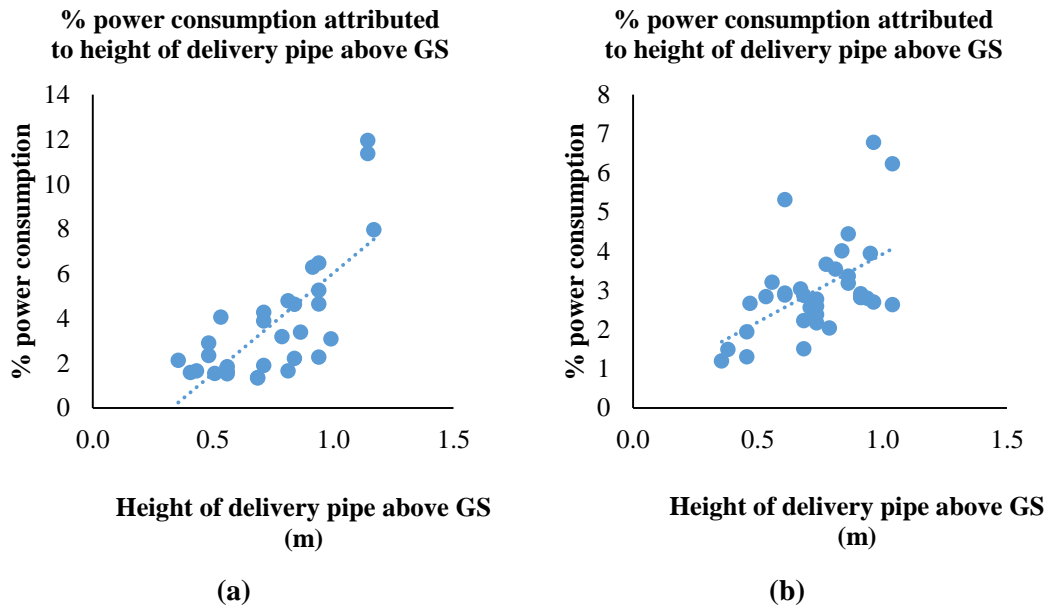 % power consumption attributed
to height of delivery pipe above GS
% power consumption
14
12
10
8
6
4
2
0
0.0 0.5 1.0 1.5
Height of delivery pipe above GS
(m)
(a)
% power consumption attributed
to height of delivery pipe above GS
% power consumption
8
7
6
5
4
3
2
1
0
0.0 0.5 1.0 1.5
Height of delivery pipe above GS
(m)
(b)